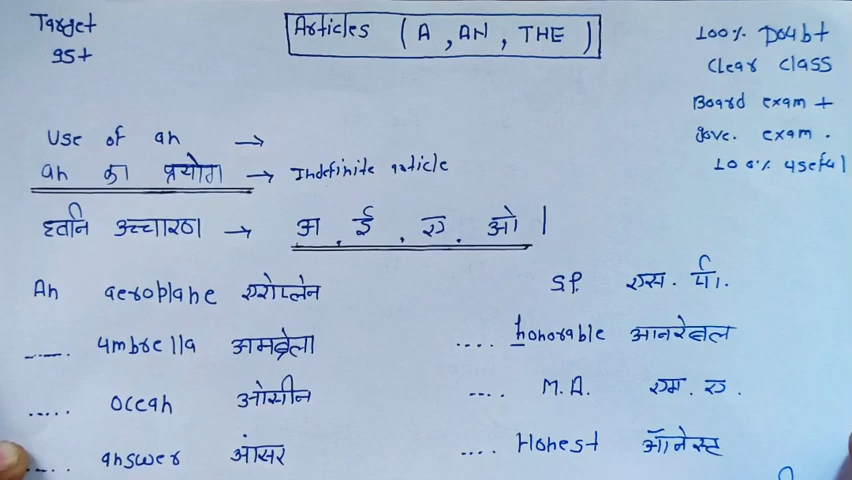 Target
95+
Articles ( A , AN , THE )
100% Doubt
Clear Class
Board exam +
gove. exam .
100% useful
Use of an →
an का प्रयोग → Indefinite article
ध्वनि उच्चारण → अ , ई , ए , ओ |
An aeroplane एरोप्लेन
..... umbrella अमब्रेला
..... ocean ओसीन
..... answer आंसर
S.P. एस. पी.
.... honorable आनरेबल
.... M.A. एम. ए.
.... Honest ऑनेस्ट